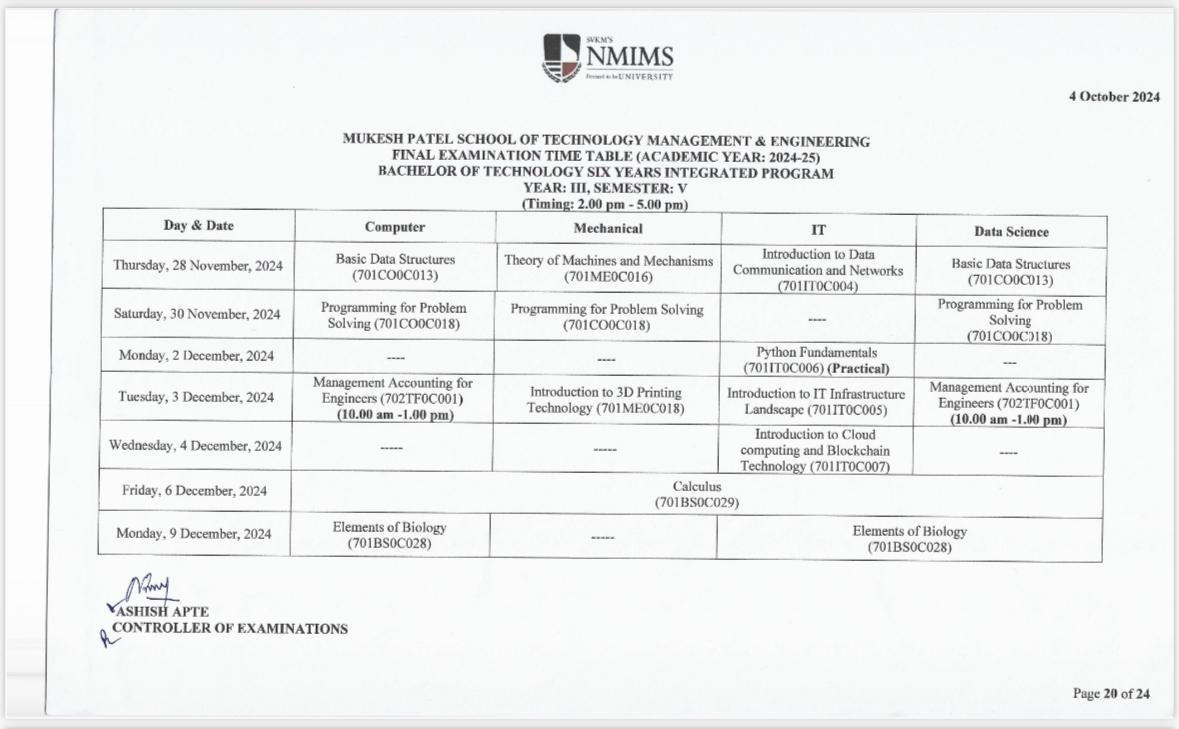 SVKM'S
NMIMS
Deemed to be UNIVERSITY
4 October 2024
MUKESH PATEL SCHOOL OF TECHNOLOGY MANAGEMENT & ENGINEERING
FINAL EXAMINATION TIME TABLE (ACADEMIC YEAR: 2024-25)
BACHELOR OF TECHNOLOGY SIX YEARS INTEGRATED PROGRAM
YEAR: III, SEMESTER: V
(Timing: 2.00 pm - 5.00 pm)
Day & Date
Computer
Mechanical
IT
Data Science
Thursday, 28 November, 2024
Basic Data Structures
(701CO0C013)
Theory of Machines and Mechanisms
(701ME0C016)
Introduction to Data
Communication and Networks
(701IT0C004)
Basic Data Structures
(701CO0C013)
Saturday, 30 November, 2024
Programming for Problem
Solving (701CO0C018)
Programming for Problem Solving
(701CO0C018)
----
Programming for Problem
Solving
(701CO0C018)
Monday, 2 December, 2024
----
----
Python Fundamentals
(701IT0C006) (Practical)
---
Tuesday, 3 December, 2024
Management Accounting for
Engineers (702TF0C001)
(10.00 am -1.00 pm)
Introduction to 3D Printing
Technology (701ME0C018)
Introduction to IT Infrastructure
Landscape (701IT0C005)
Management Accounting for
Engineers (702TF0C001)
(10.00 am -1.00 pm)
Wednesday, 4 December, 2024
-----
-----
Introduction to Cloud
computing and Blockchain
Technology (701IT0C007)
----
Friday, 6 December, 2024
Calculus
(701BS0C029)
Monday, 9 December, 2024
Elements of Biology
(701BS0C028)
-----
Elements of Biology
(701BS0C028)
ASHISH APTE
CONTROLLER OF EXAMINATIONS
Page 20 of 24